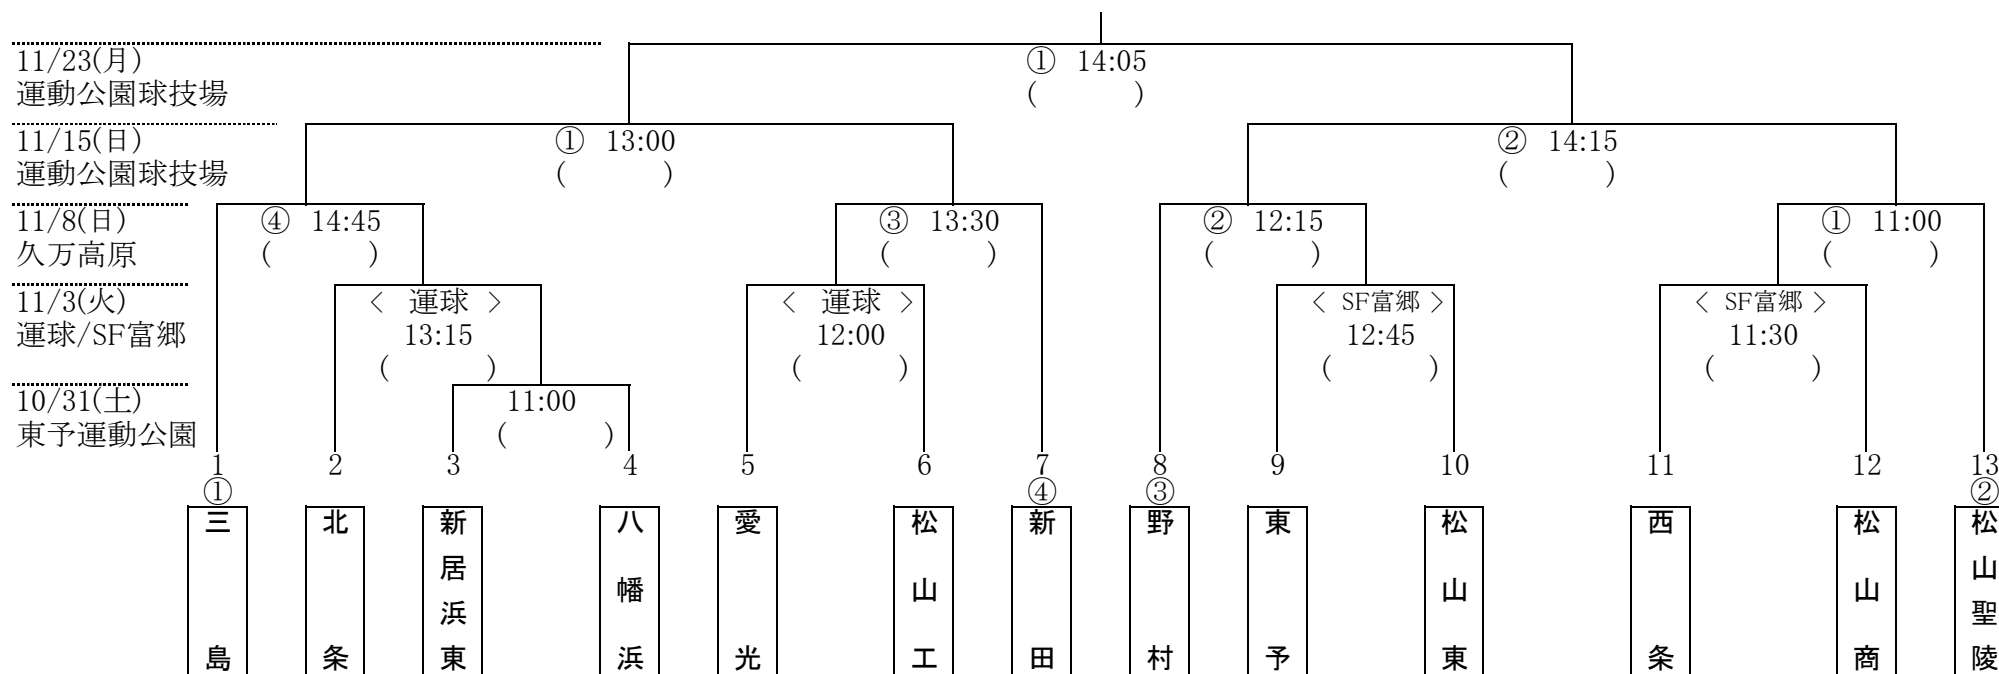 11/23(月)
運動公園球技場
① 14:05
(　　　)
11/15(日)
運動公園球技場
① 13:00
(　　　)
② 14:15
(　　　)
11/8(日)
久万高原
④ 14:45
(　　　)
③ 13:30
(　　　)
② 12:15
(　　　)
① 11:00
(　　　)
11/3(火)
運球/SF富郷
< 運球 >
13:15
(　　　)
< 運球 >
12:00
(　　　)
< SF富郷 >
12:45
(　　　)
< SF富郷 >
11:30
(　　　)
10/31(土)
東予運動公園
11:00
(　　　)
1 2 3 4 5 6 7 8 9 10 11 12 13
① ④ ③ ②
三島
北条
新居浜東
八幡浜
愛光
松山工
新田
野村
東予
松山東
西条
松山商
松山聖陵